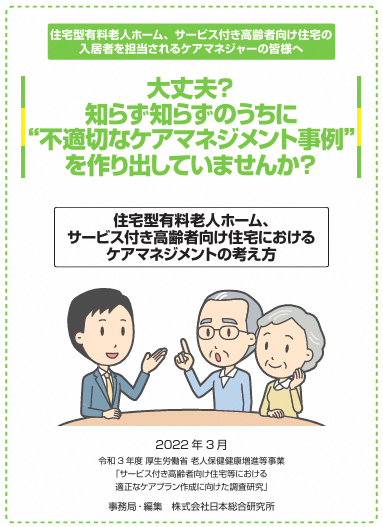 住宅型有料老人ホーム、サービス付き高齢者向け住宅の
入居者を担当されるケアマネジャーの皆様へ
大丈夫?
知らず知らずのうちに
“不適切なケアマネジメント事例”
を作り出していませんか?
住宅型有料老人ホーム、
サービス付き高齢者向け住宅における
ケアマネジメントの考え方
2022 年 3 月
令和 3 年度 厚生労働省 老人保健健康増進等事業
「サービス付き高齢者向け住宅等における
適正なケアプラン作成に向けた調査研究」
事務局・編集　株式会社日本総合研究所